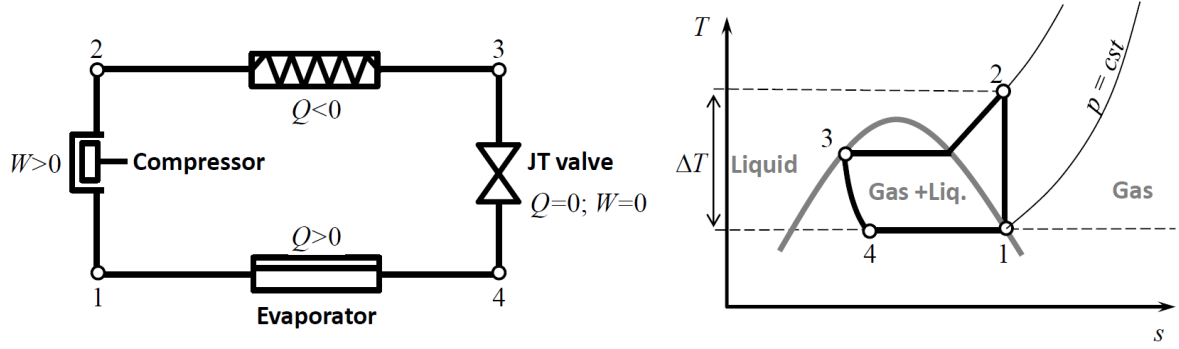 2
3
Q<0
W>0
Compressor
JT valve
Q=0; W=0
Q>0
1
4
Evaporator
T
2
p = cst
3
ΔT
Liquid
Gas +Liq.
Gas
4
1
s